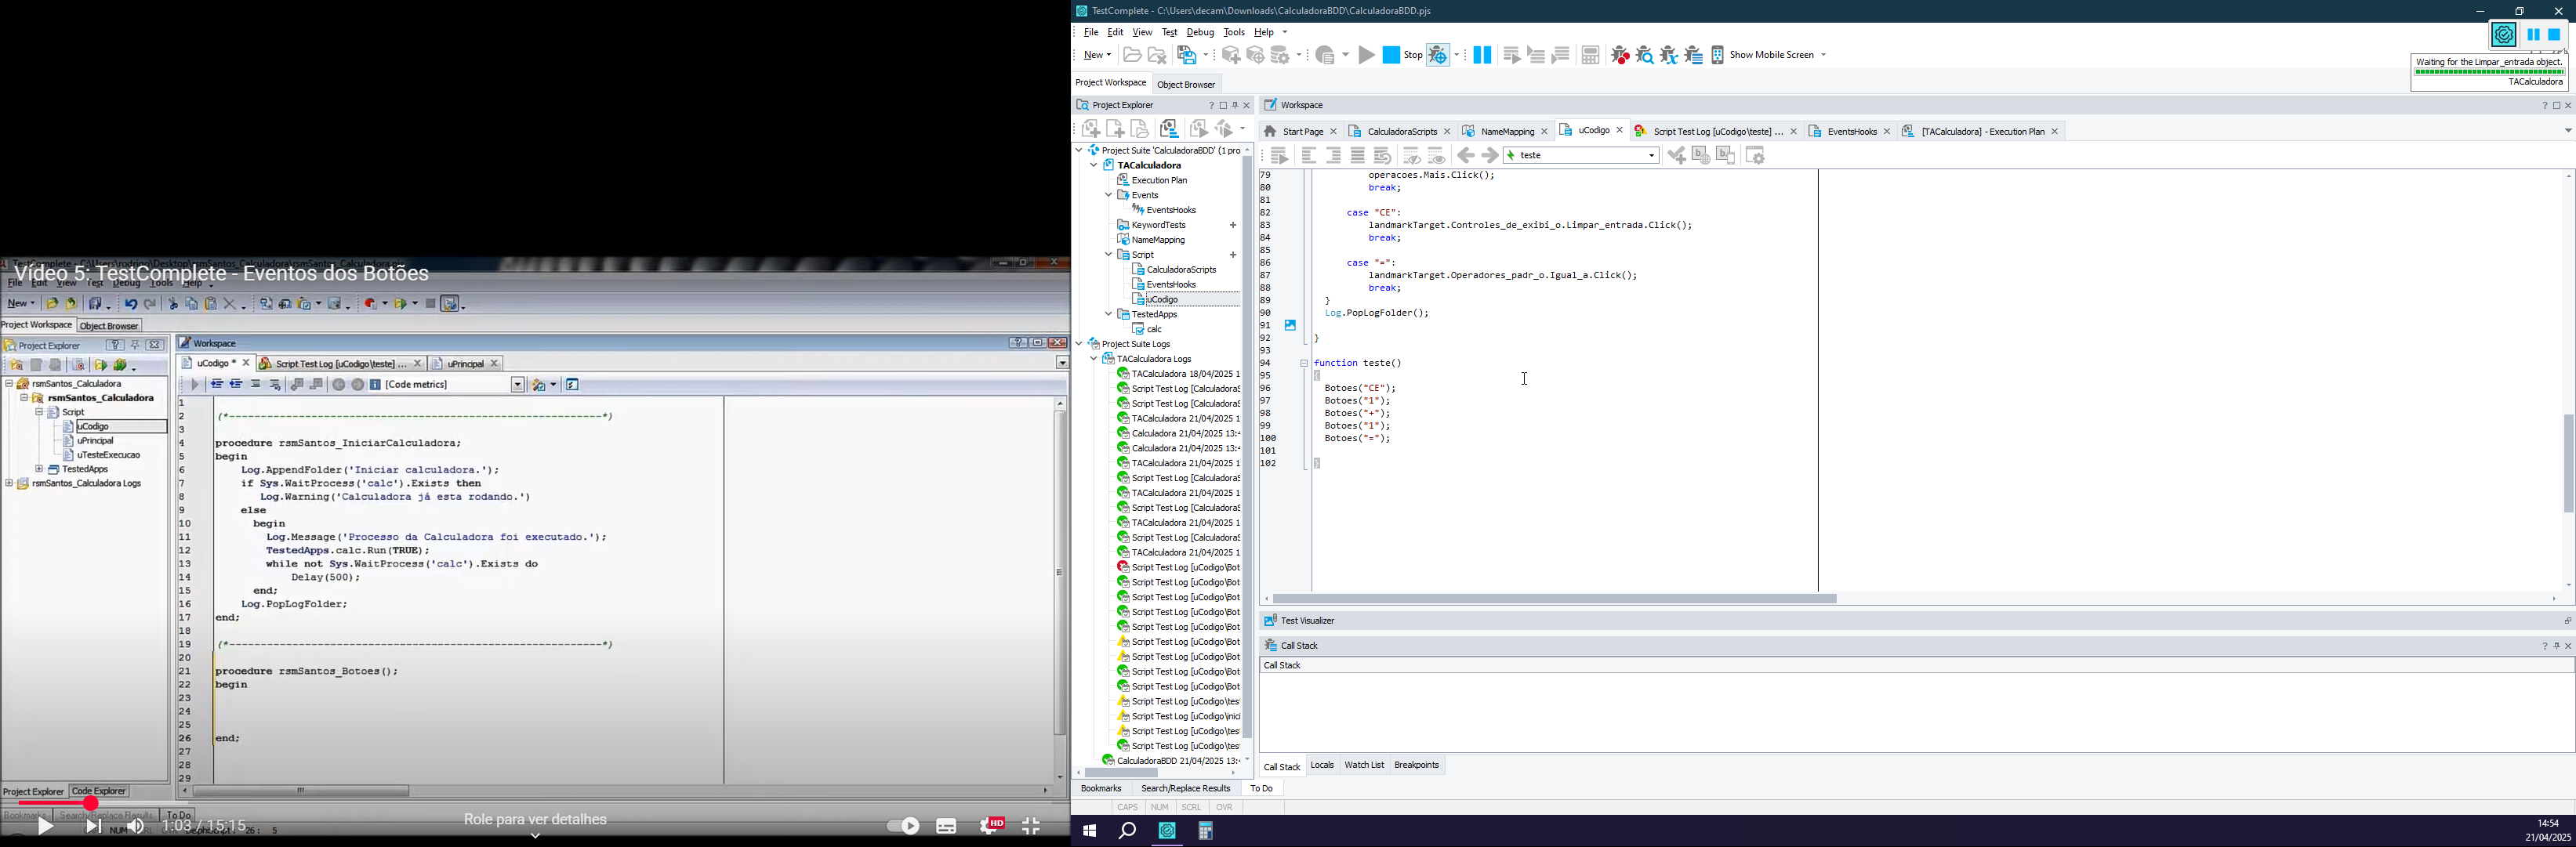 Vídeo 5: TestComplete - Eventos dos Botões
File Edit View Test Debug Tools Help
New
Project Workspace Object Browser
Project Explorer
rsmSantos_Calculadora
rsmSantos_Calculadora
Script
uCodigo
uPrincipal
uTesteExecucao
TestedApps
rsmSantos_Calculadora Logs
Project Explorer Code Explorer
Workspace
uCodigo * Script Test Log [uCodigo\teste] ... uPrincipal
[Code metrics]
1
2 (*-----------------------------------------------------------*)
3
4 procedure rsmSantos_IniciarCalculadora;
5 begin
6 Log.AppendFolder('Iniciar calculadora.');
7 if Sys.WaitProcess('calc').Exists then
8 Log.Warning('Calculadora já esta rodando.')
9 else
10 begin
11 Log.Message('Processo da Calculadora foi executado.');
12 TestedApps.calc.Run(TRUE);
13 while not Sys.WaitProcess('calc').Exists do
14 Delay(500);
15 end;
16 Log.PopLogFolder;
17 end;
18
19 (*-----------------------------------------------------------*)
20
21 procedure rsmSantos_Botoes();
22 begin
23
24
25
26 end;
27
28
29
Bookmarks Search/Replace Results To Do
1:03 / 15:15
Role para ver detalhes
HD
TestComplete - C:\Users\decam\Downloads\CalculadoraBDD\CalculadoraBDD.pjs
File Edit View Test Debug Tools Help
New Stop Show Mobile Screen
Waiting for the Limpar_entrada object.
TACalculadora
Project Workspace Object Browser
Project Explorer
Project Suite 'CalculadoraBDD' (1 pro
TACalculadora
Execution Plan
Events
EventsHooks
KeywordTests
NameMapping
Script
CalculadoraScripts
EventsHooks
uCodigo
TestedApps
calc
Project Suite Logs
TACalculadora Logs
TACalculadora 18/04/2025 1
Script Test Log [CalculadoraS
Script Test Log [CalculadoraS
TACalculadora 21/04/2025 1
Calculadora 21/04/2025 13:4
Calculadora 21/04/2025 13:4
TACalculadora 21/04/2025 1
Script Test Log [CalculadoraS
TACalculadora 21/04/2025 1
Script Test Log [CalculadoraS
TACalculadora 21/04/2025 1
Script Test Log [CalculadoraS
TACalculadora 21/04/2025 1
Script Test Log [uCodigo\Bot
Script Test Log [uCodigo\Bot
Script Test Log [uCodigo\Bot
Script Test Log [uCodigo\Bot
Script Test Log [uCodigo\Bot
Script Test Log [uCodigo\Bot
Script Test Log [uCodigo\Bot
Script Test Log [uCodigo\Bot
Script Test Log [uCodigo\Bot
Script Test Log [uCodigo\tes
Script Test Log [uCodigo\inic
Script Test Log [uCodigo\tes
Script Test Log [uCodigo\tes
CalculadoraBDD 21/04/2025 13:4
Bookmarks Search/Replace Results To Do
CAPS NUM SCRL OVR
Workspace
Start Page CalculadoraScripts NameMapping uCodigo Script Test Log [uCodigo\teste] ... EventsHooks [TACalculadora] - Execution Plan
teste
79 operacoes.Mais.Click();
80 break;
81
82 case "CE":
83 landmarkTarget.Controles_de_exibi_o.Limpar_entrada.Click();
84 break;
85
86 case "=":
87 landmarkTarget.Operadores_padr_o.Igual_a.Click();
88 break;
89 }
90 Log.PopLogFolder();
91
92 }
93
94 function teste()
95 {
96 Botoes("CE");
97 Botoes("1");
98 Botoes("+");
99 Botoes("1");
100 Botoes("=");
101
102 }
Test Visualizer
Call Stack
Call Stack
Call Stack Locals Watch List Breakpoints
14:54
21/04/2025